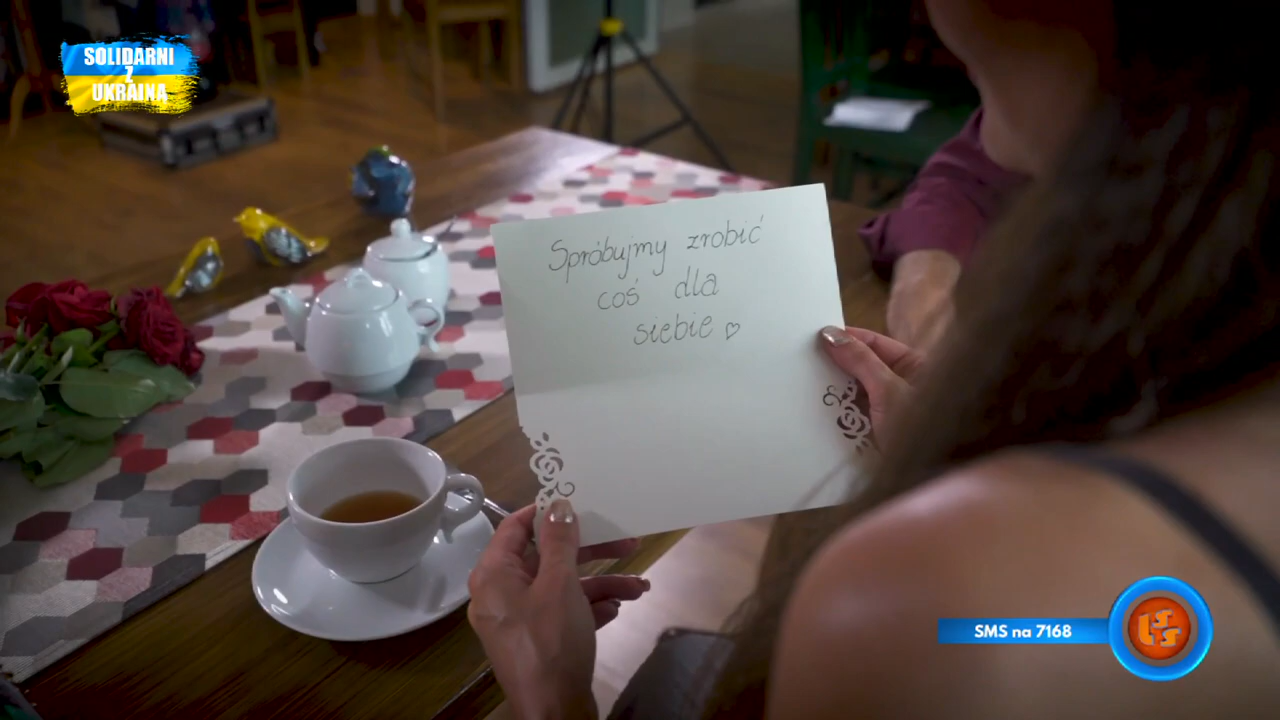 SOLIDARNI
Z
UKRAINĄ
Spróbujmy zrobić
coś dla
siebie ♡
SMS na 7168